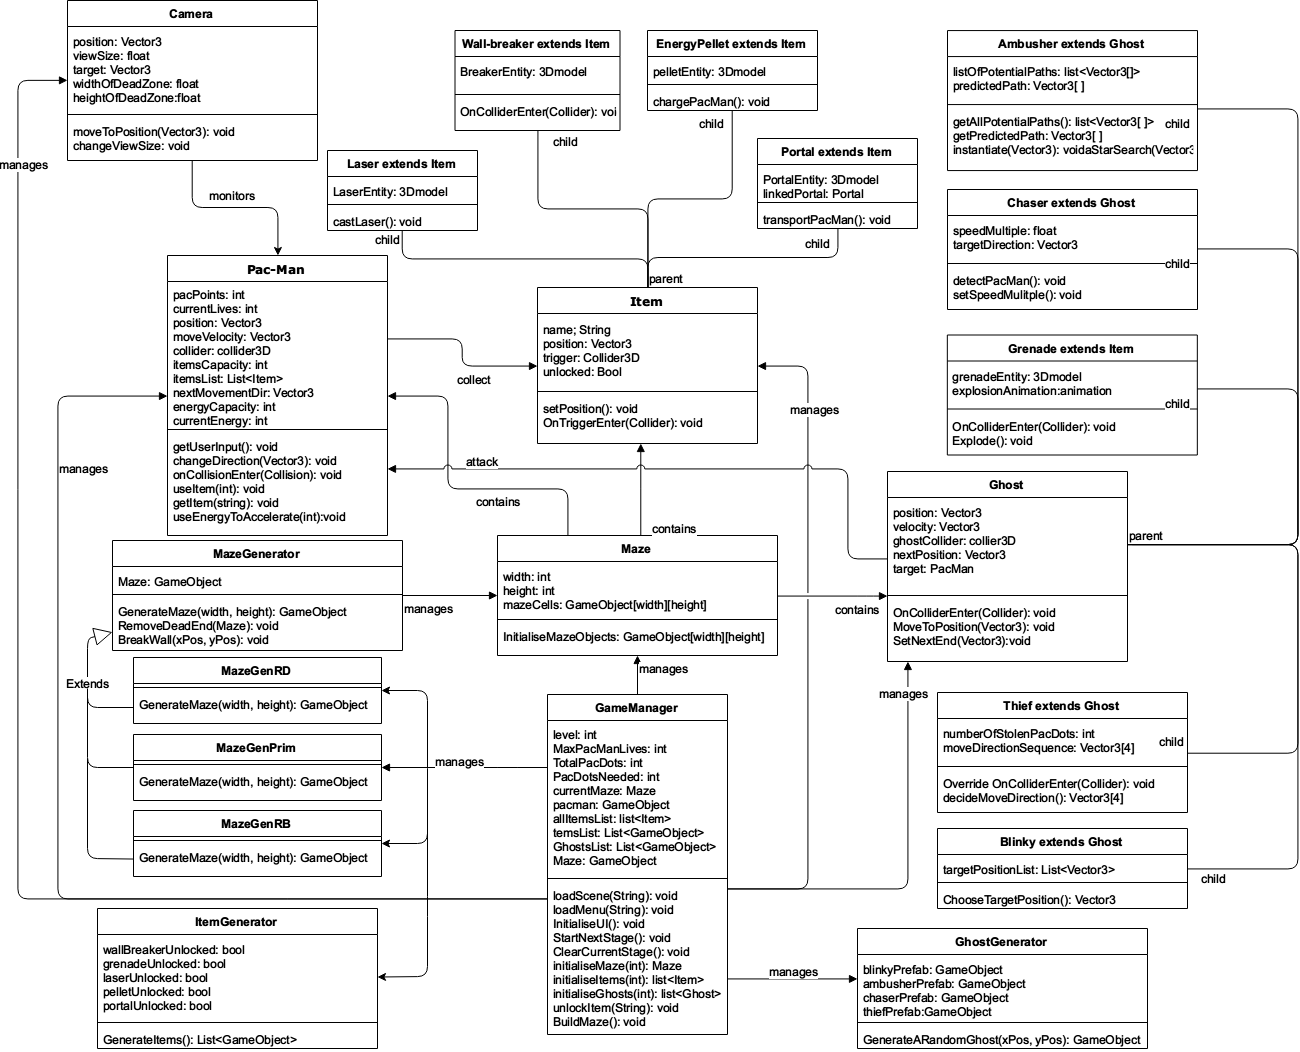 Camera
position: Vector3
viewSize: float
target: Vector3
widthOfDeadZone: float
heightOfDeadZone:float
moveToPosition(Vector3): void
changeViewSize: void
manages
monitors
Wall-breaker extends Item
BreakerEntity: 3Dmodel
OnColliderEnter(Collider): voi
child
EnergyPellet extends Item
pelletEntity: 3Dmodel
chargePacMan(): void
child
Laser extends Item
LaserEntity: 3Dmodel
castLaser(): void
child
Portal extends Item
PortalEntity: 3Dmodel
linkedPortal: Portal
transportPacMan(): void
child
parent
Ambusher extends Ghost
listOfPotentialPaths: list<Vector3[]>
predictedPath: Vector3[ ]
getAllPotentialPaths(): list<Vector3[ ]>
child
getPredictedPath: Vector3[ ]
instantiate(Vector3): voidaStarSearch(Vector3
Chaser extends Ghost
speedMultiple: float
targetDirection: Vector3
child
detectPacMan(): void
setSpeedMulitple(): void
Grenade extends Item
grenadeEntity: 3Dmodel
explosionAnimation:animation
child
OnColliderEnter(Collider): void
Explode(): void
Pac-Man
pacPoints: int
currentLives: int
position: Vector3
moveVelocity: Vector3
collider: collider3D
itemsCapacity: int
itemsList: List<Item>
nextMovementDir: Vector3
energyCapacity: int
currentEnergy: int
getUserInput(): void
changeDirection(Vector3): void
onCollisionEnter(Collision): void
useItem(int): void
getItem(string): void
useEnergyToAccelerate(int):void
manages
collect
attack
contains
Item
name; String
position: Vector3
trigger: Collider3D
unlocked: Bool
setPosition(): void
OnTriggerEnter(Collider): void
manages
contains
Ghost
position: Vector3
velocity: Vector3
ghostCollider: collier3D
nextPosition: Vector3
target: PacMan
OnColliderEnter(Collider): void
MoveToPosition(Vector3): void
SetNextEnd(Vector3):void
parent
MazeGenerator
Maze: GameObject
GenerateMaze(width, height): GameObject
RemoveDeadEnd(Maze): void
BreakWall(xPos, yPos): void
manages
Maze
width: int
height: int
mazeCells: GameObject[width][height]
InitialiseMazeObjects: GameObject[width][height]
contains
manages
manages
Extends
MazeGenRD
GenerateMaze(width, height): GameObject
MazeGenPrim
GenerateMaze(width, height): GameObject
MazeGenRB
GenerateMaze(width, height): GameObject
manages
GameManager
level: int
MaxPacManLives: int
TotalPacDots: int
PacDotsNeeded: int
currentMaze: Maze
pacman: GameObject
allItemsList: list<Item>
temsList: List<GameObject>
GhostsList: List<GameObject>
Maze: GameObject
loadScene(String): void
loadMenu(String): void
InitialiseUI(): void
StartNextStage(): void
ClearCurrentStage(): void
initialiseMaze(int): Maze
initialiseItems(int): list<Item>
initialiseGhosts(int): list<Ghost>
unlockItem(String): void
BuildMaze(): void
Thief extends Ghost
numberOfStolenPacDots: int
moveDirectionSequence: Vector3[4]
child
Override OnColliderEnter(Collider): void
decideMoveDirection(): Vector3[4]
Blinky extends Ghost
targetPositionList: List<Vector3>
ChooseTargetPosition(): Vector3
child
ItemGenerator
wallBreakerUnlocked: bool
grenadeUnlocked: bool
laserUnlocked: bool
pelletUnlocked: bool
portalUnlocked: bool
GenerateItems(): List<GameObject>
manages
GhostGenerator
blinkyPrefab: GameObject
ambusherPrefab: GameObject
chaserPrefab: GameObject
thiefPrefab:GameObject
GenerateARandomGhost(xPos, yPos): GameObject